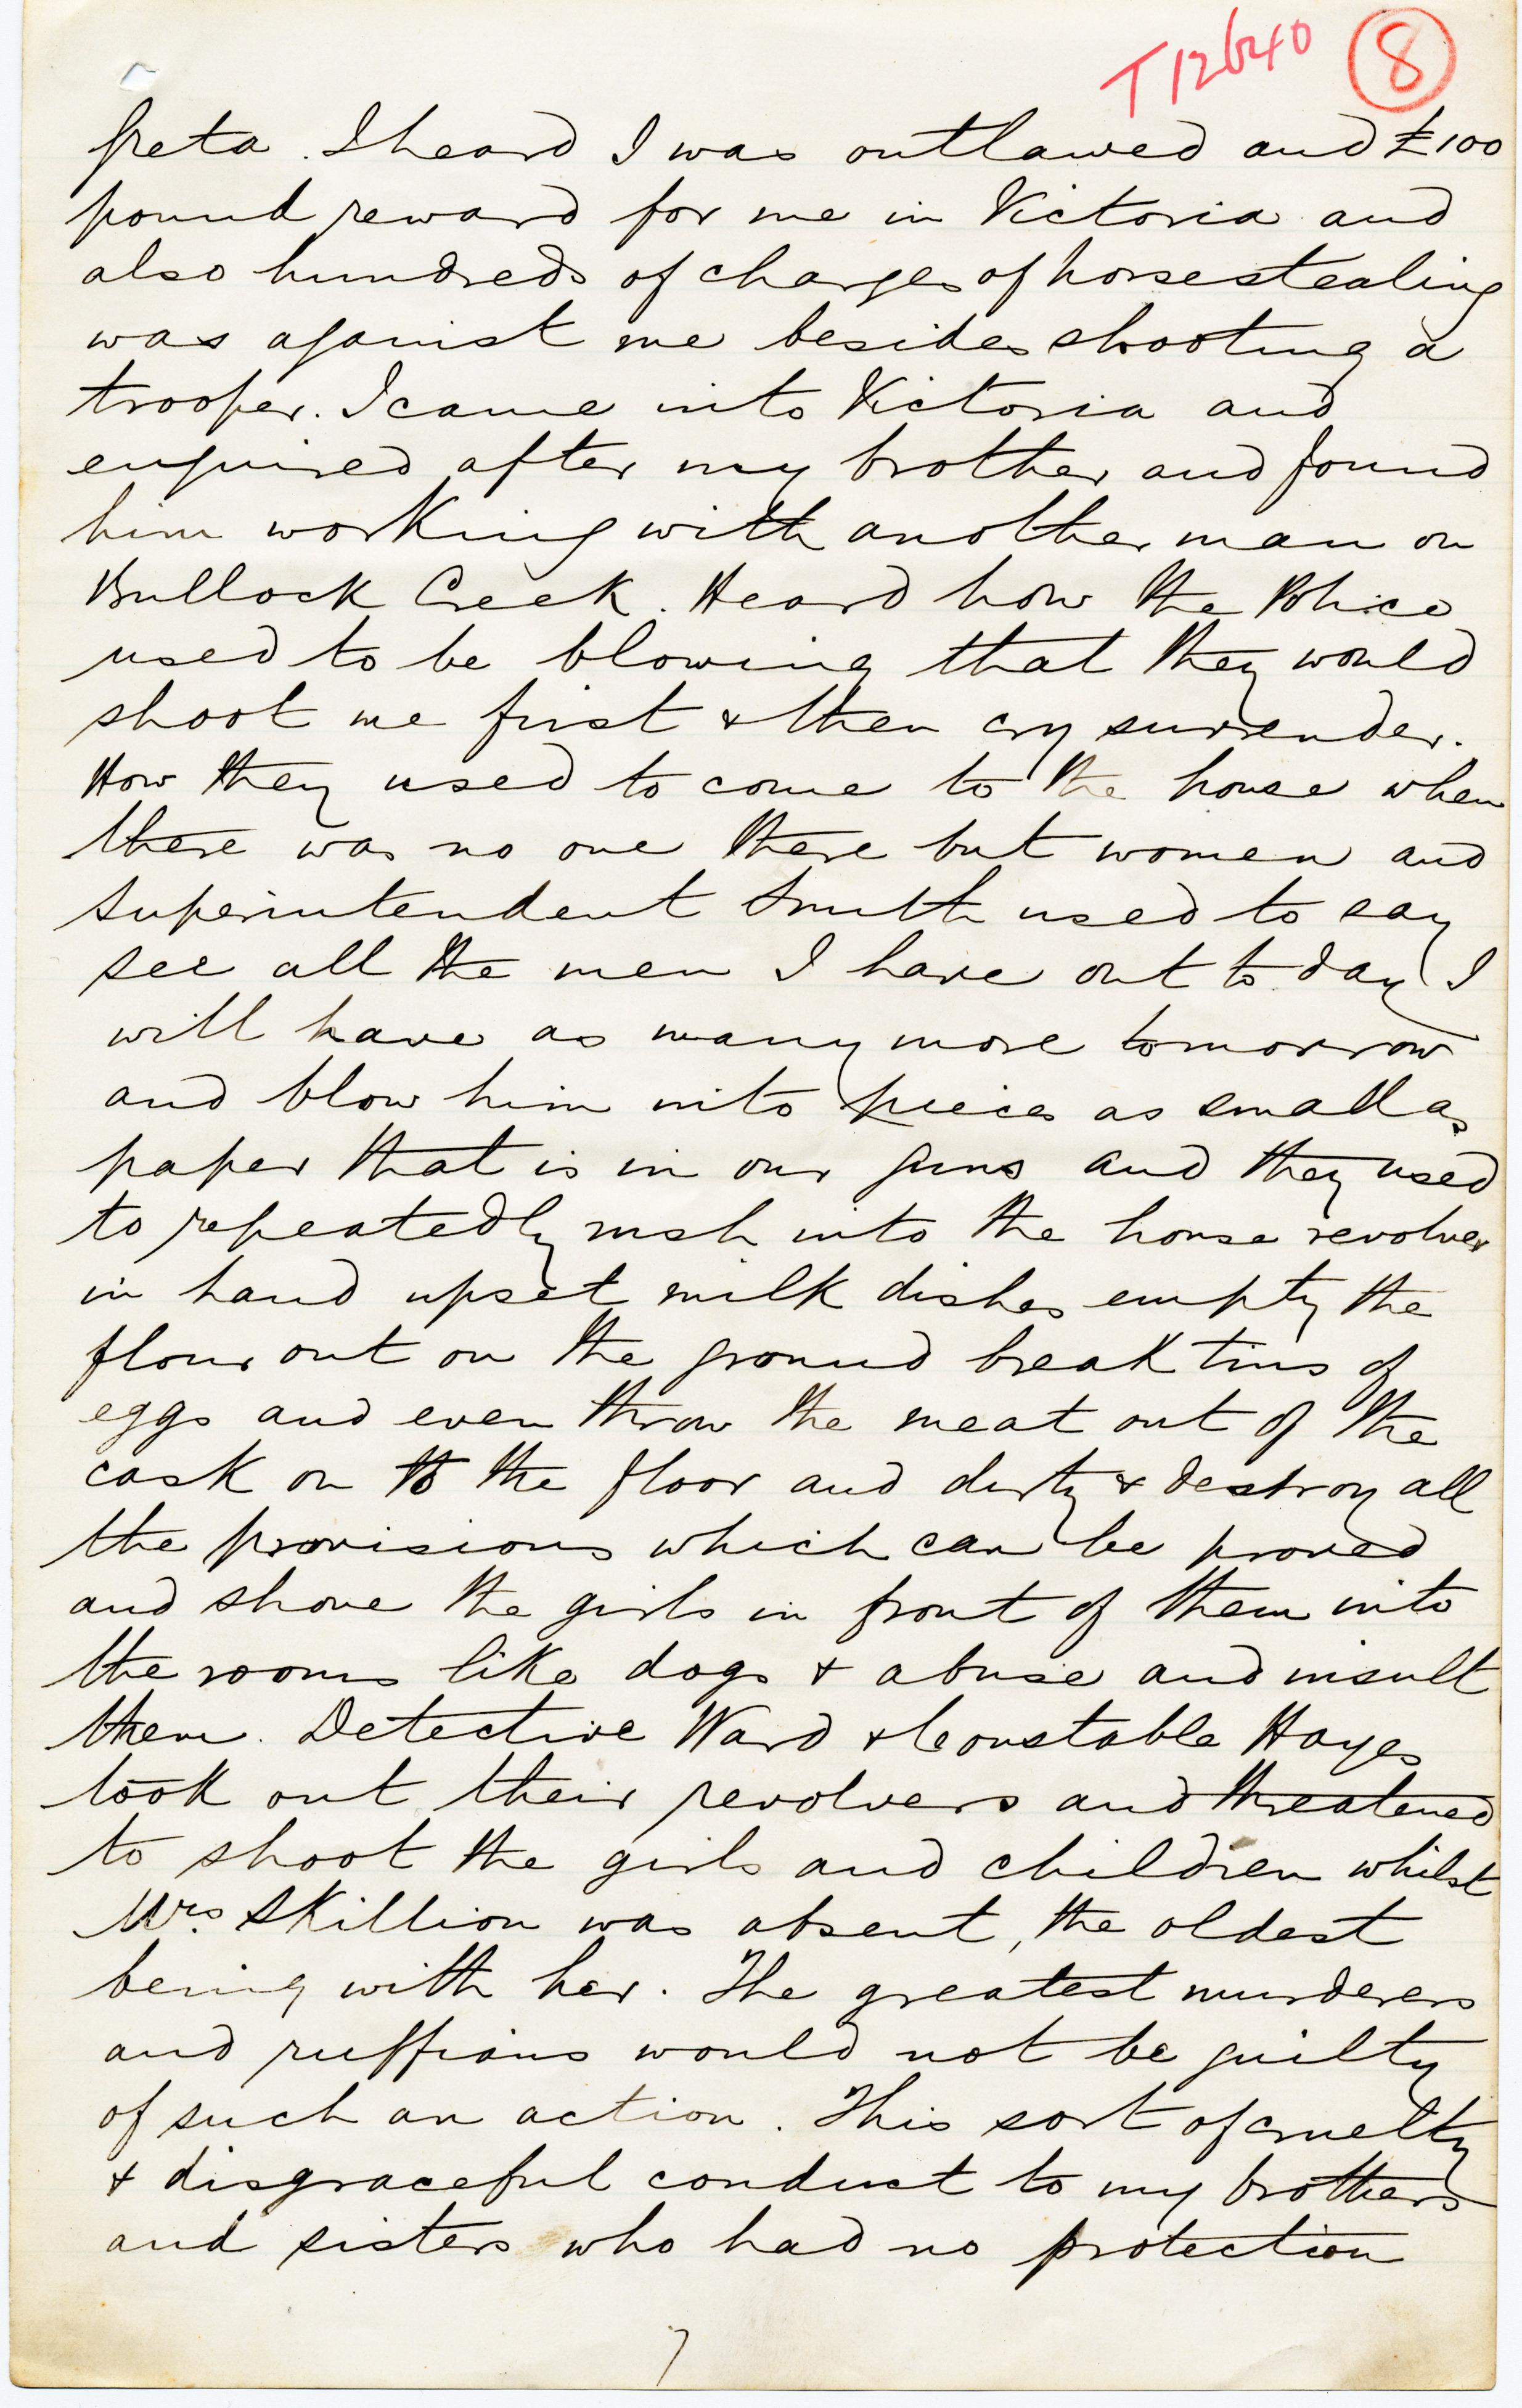 T12640 8
Greta. I heard I was outlawed and £100
pound reward for me in Victoria and
also hundreds of charges of horsestealing
was against me besides shooting a
trooper. I came into Victoria and
enquired after my brother and found
him working with another man on
Bullock Creek. Heard how the Police
used to be blowing that they would
shoot me first & then cry surrender.
How they used to come to the house when
there was no one there but women and
Superintendent Smith used to say
see all the men I have out to day I
will have as many more tomorrow
and blow him into pieces as small as
paper that is in our guns and they used
to repeatedly rush into the house revolver
in hand upset milk dishes empty the
flour out on the ground break tins of
eggs and even throw the meat out of the
cask on to the floor and dirty & destroy all
the provisions which can be proved
and shove the girls in front of them into
the rooms like dogs & abuse and insult
them. Detective Ward & Constable Hayes
took out their revolvers and threatened
to shoot the girls and children whilst
Mrs. Skillion was absent, the oldest
being with her. The greatest murderers
and ruffians would not be guilty
of such an action. This sort of cruelty
& disgraceful conduct to my brothers
and sisters who had no protection
7